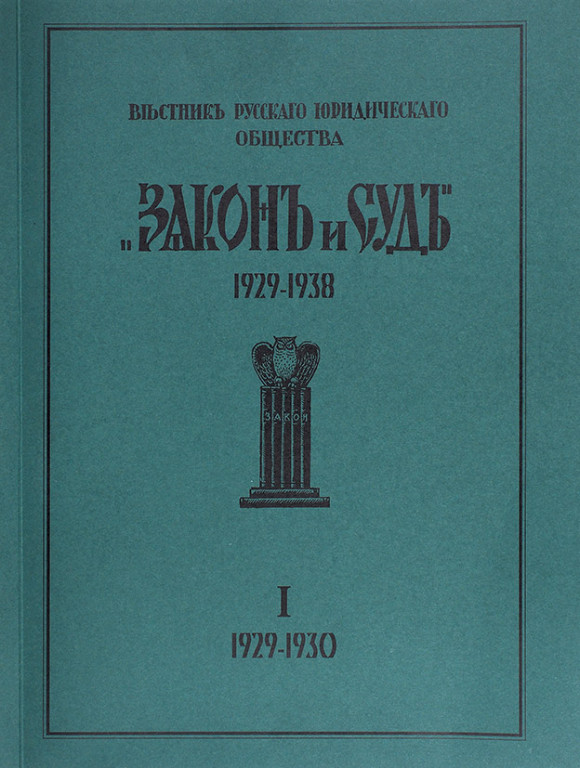 ВѢСТНИКЪ РУССКАГО ЮРИДИЧЕСКАГО
ОБЩЕСТВА
„ЗАКОНЪ и СУДЪ“
1929-1938
ЗАКОН
I
1929-1930